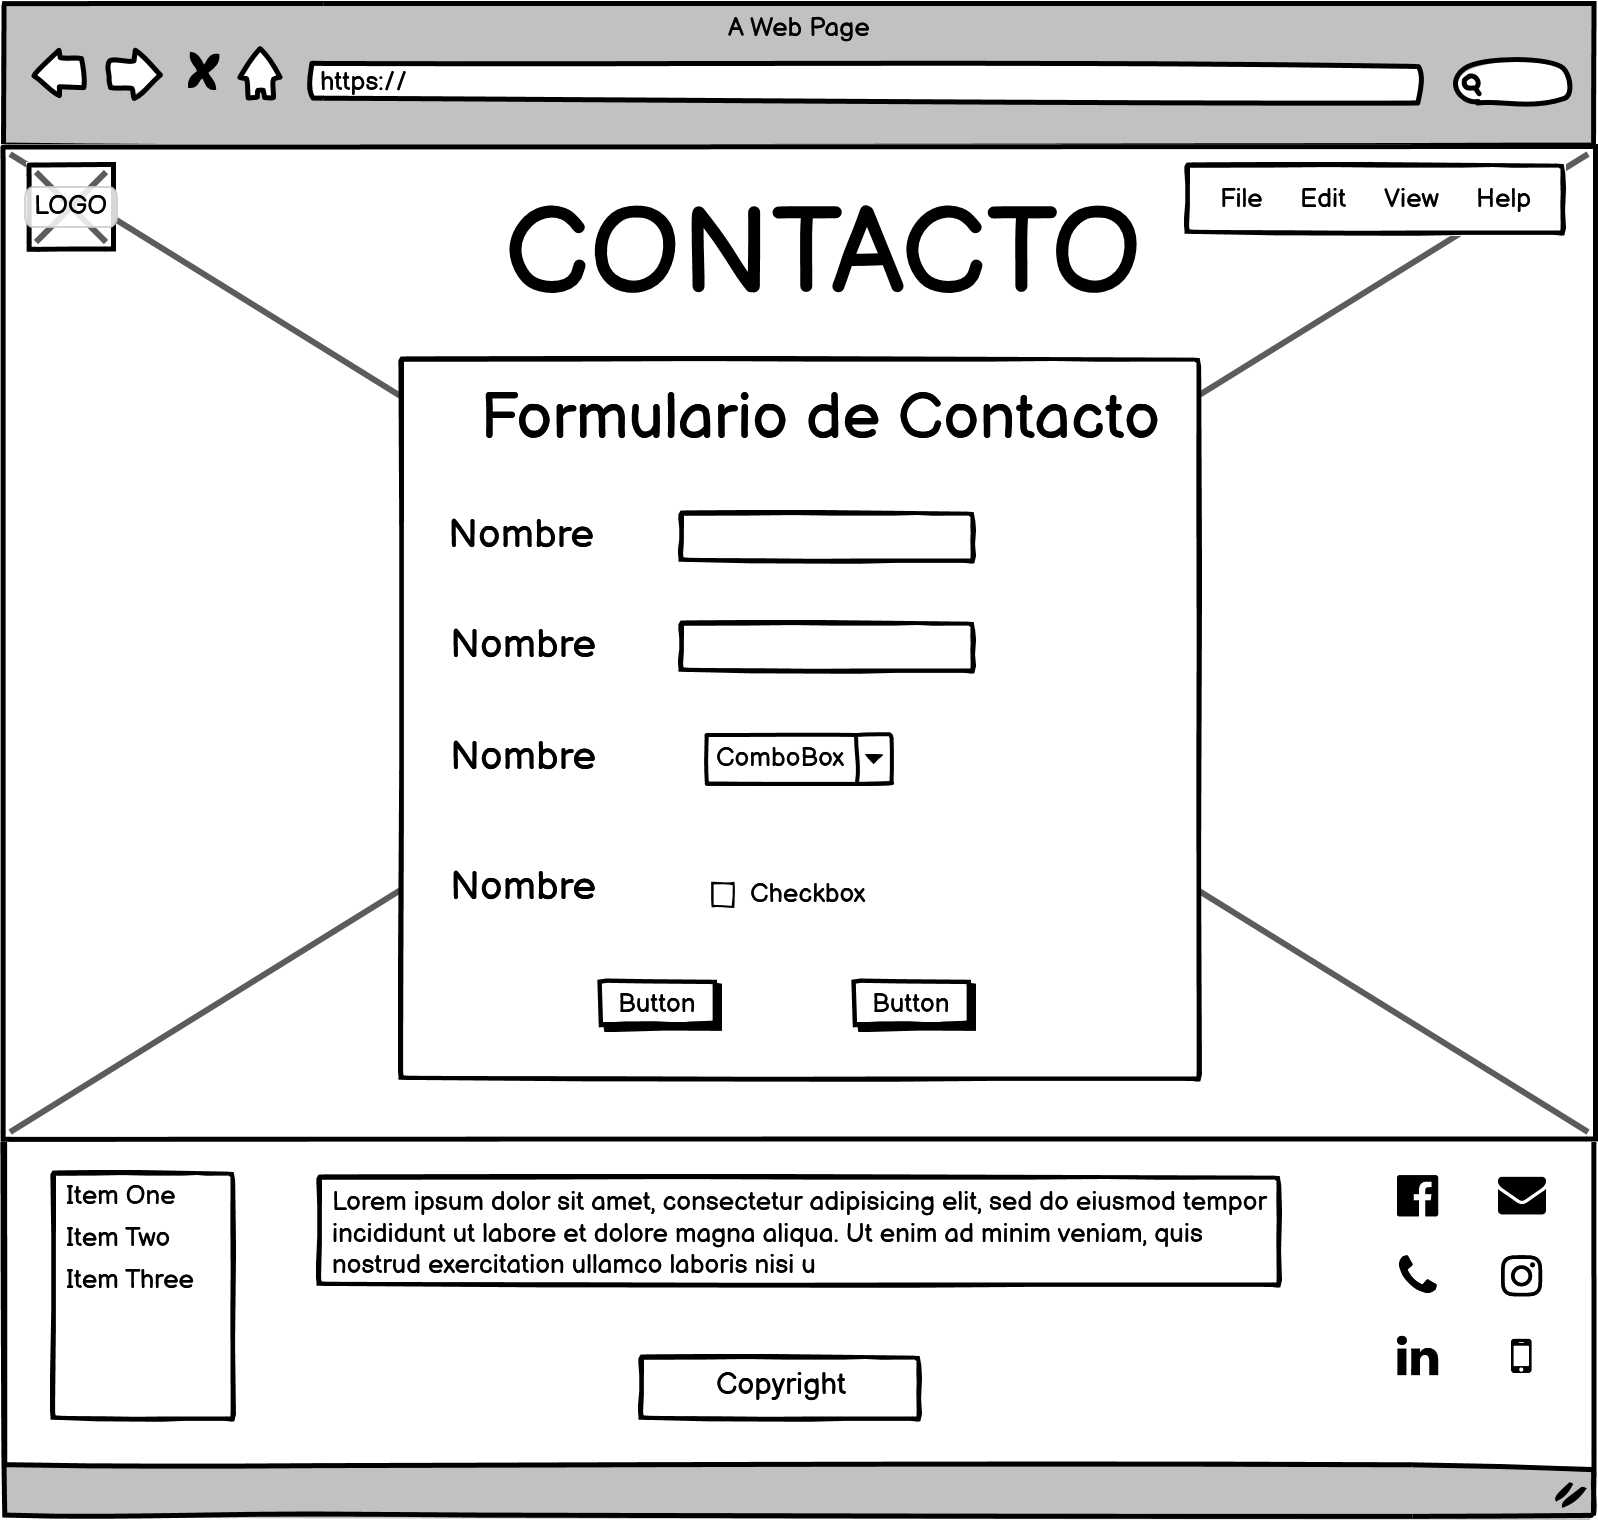 A Web Page
https://
LOGO
File Edit View Help
CONTACTO
Formulario de Contacto
Nombre
Nombre
Nombre ComboBox
Nombre Checkbox
Button Button
Item One
Item Two
Item Three
Lorem ipsum dolor sit amet, consectetur adipisicing elit, sed do eiusmod tempor
incididunt ut labore et dolore magna aliqua. Ut enim ad minim veniam, quis
nostrud exercitation ullamco laboris nisi u
Copyright